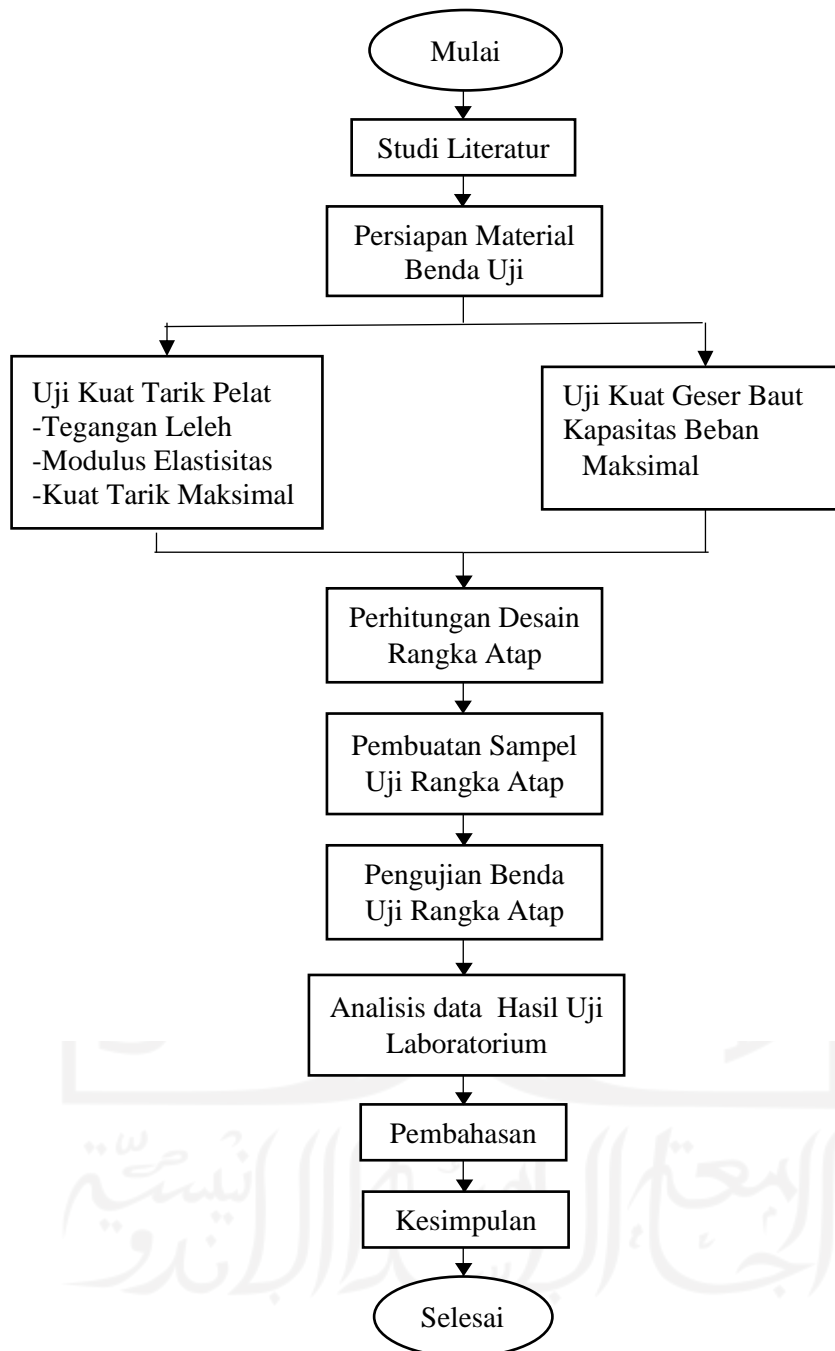 Mulai
Studi Literatur
Persiapan Material
Benda Uji
Uji Kuat Tarik Pelat
-Tegangan Leleh
-Modulus Elastisitas
-Kuat Tarik Maksimal
Uji Kuat Geser Baut
Kapasitas Beban
Maksimal
Perhitungan Desain
Rangka Atap
Pembuatan Sampel
Uji Rangka Atap
Pengujian Benda
Uji Rangka Atap
Analisis data  Hasil Uji
Laboratorium
Pembahasan
Kesimpulan
Selesai